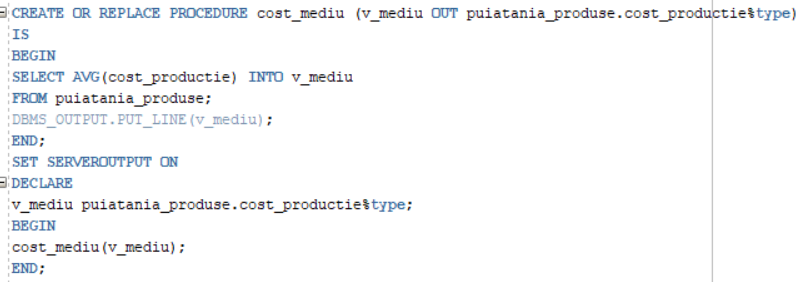 CREATE OR REPLACE PROCEDURE cost_mediu (v_mediu OUT puiatania_produse.cost_productie%type)
IS
BEGIN
SELECT AVG(cost_productie) INTO v_mediu
FROM puiatania_produse;
DBMS_OUTPUT.PUT_LINE(v_mediu);
END;
SET SERVEROUTPUT ON
DECLARE
v_mediu puiatania_produse.cost_productie%type;
BEGIN
cost_mediu(v_mediu);
END;